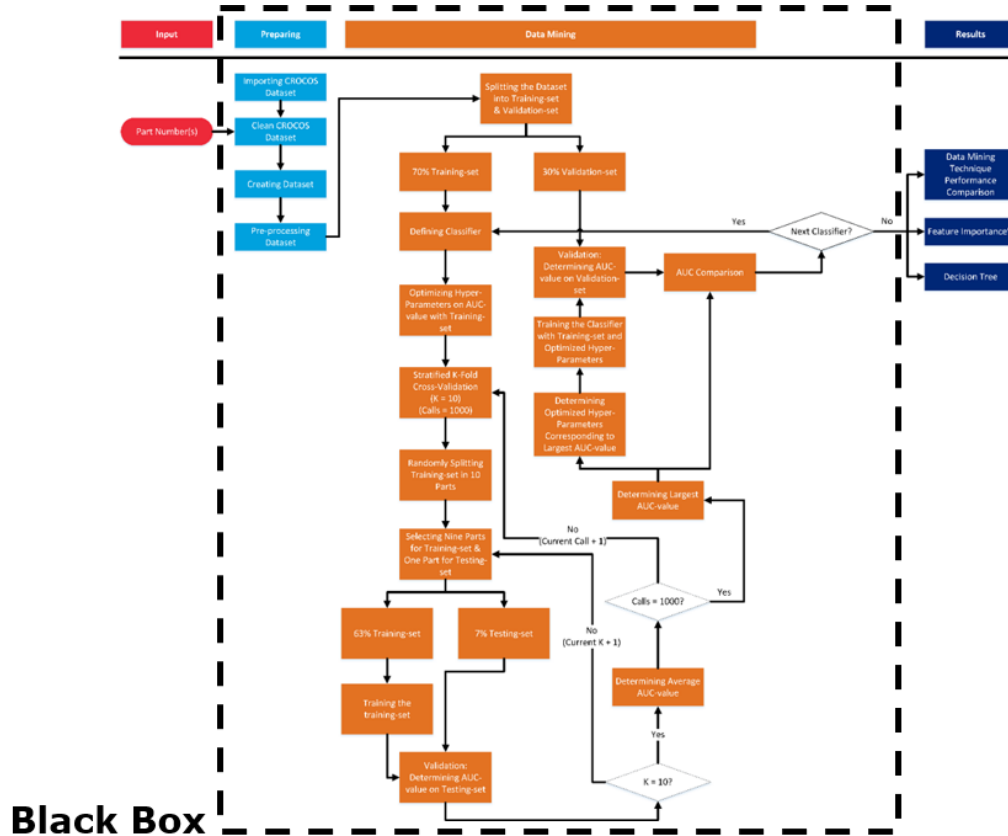 Input
Preparing
Data Mining
Results
Importing CROCOS
Dataset
Part Number(s)
Clean CROCOS
Dataset
Creating Dataset
Pre-processing
Dataset
Splitting the Dataset
into Training-set
& Validation-set
70% Training-set
30% Validation-set
Defining Classifier
Optimizing Hyper-
Parameters on AUC-
value with Training-
set
Stratified K-Fold
Cross-Validation
(K = 10)
(Calls = 1000)
Randomly Splitting
Training-set in 10
Parts
Selecting Nine Parts
for Training-set &
One Part for Testing-
set
63% Training-set
7% Testing-set
Training the
training-set
Validation:
Determining AUC-
value on Testing-set
K = 10?
No
(Current K + 1)
Yes
Determining Average
AUC-value
Calls = 1000?
No
(Current Call + 1)
Yes
Determining Largest
AUC-value
Determining
Optimized Hyper-
Parameters
Corresponding to
Largest AUC-value
Training the Classifier
with Training-set and
Optimized Hyper-
Parameters
Validation:
Determining AUC-
value on Validation-
set
AUC Comparison
Next Classifier?
Yes
No
Data Mining
Technique
Performance
Comparison
Feature Importance's
Decision Tree
Black Box